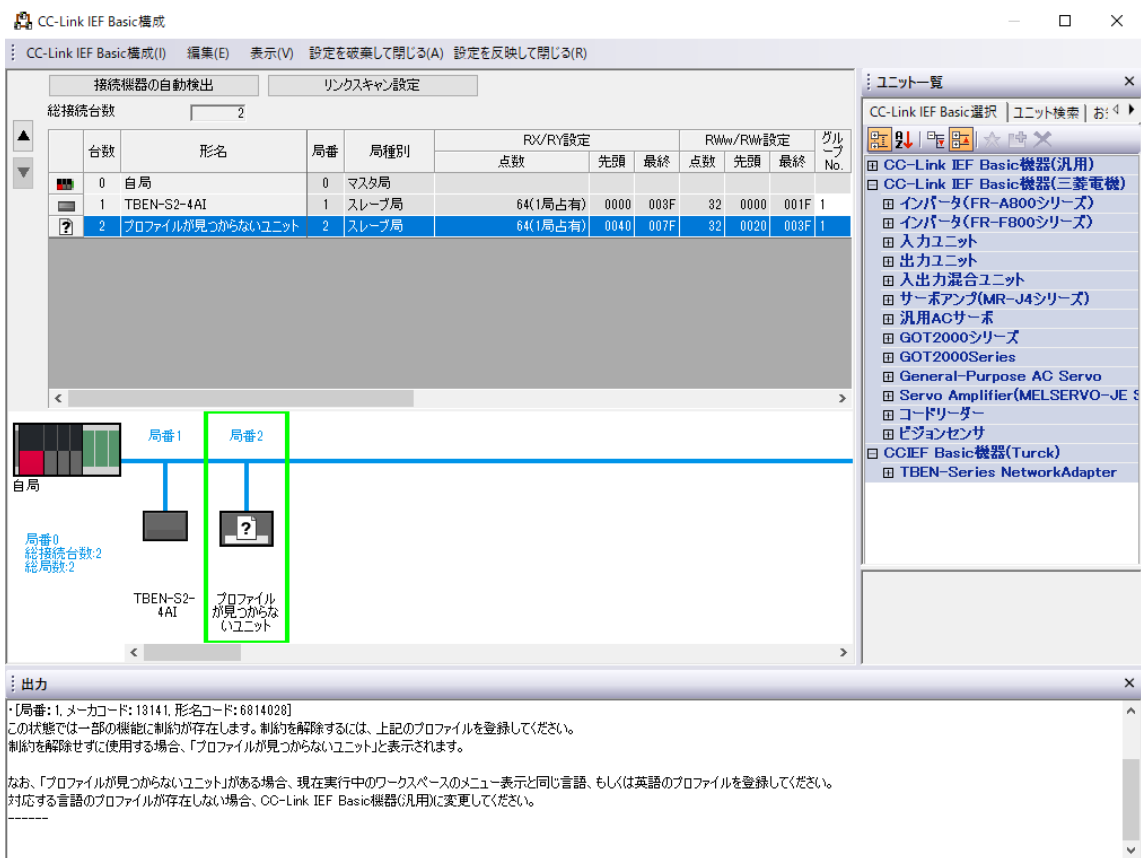 CC-Link IEF Basic構成
CC-Link IEF Basic構成(I) 編集(E) 表示(V) 設定を破棄して閉じる(A) 設定を反映して閉じる(R)
接続機器の自動検出 リンクスキャン設定
総接続台数 2
台数 形名 局番 局種別 RX/RY設定 RWw/RWr設定 グループNo.
点数 先頭 最終 点数 先頭 最終
0 自局 0 マスタ局
1 TBEN-S2-4AI 1 スレーブ局 64(1局占有) 0000 003F 32 0000 001F 1
2 プロファイルが見つからないユニット 2 スレーブ局 64(1局占有) 0040 007F 32 0020 003F 1
局番1 局番2
自局
局番0
総接続台数:2
総局数:2
TBEN-S2-
4AI
プロファイル
が見つからな
いユニット
ユニット一覧
CC-Link IEF Basic選択 ユニット検索 お
CC-Link IEF Basic機器(汎用)
CC-Link IEF Basic機器(三菱電機)
インバータ(FR-A800シリーズ)
インバータ(FR-F800シリーズ)
入力ユニット
出力ユニット
入出力混合ユニット
サーボアンプ(MR-J4シリーズ)
汎用ACサーボ
GOT2000シリーズ
GOT2000Series
General-Purpose AC Servo
Servo Amplifier(MELSERVO-JE S
コードリーダー
ビジョンセンサ
CCIEF Basic機器(Turck)
TBEN-Series NetworkAdapter
出力
・[局番: 1, メーカコード: 13141, 形名コード: 6814028]
この状態では一部の機能に制約が存在します。制約を解除するには、上記のプロファイルを登録してください。
制約を解除せずに使用する場合、「プロファイルが見つからないユニット」と表示されます。
なお、「プロファイルが見つからないユニット」がある場合、現在実行中のワークスペースのメニュー表示と同じ言語、もしくは英語のプロファイルを登録してください。
対応する言語のプロファイルが存在しない場合、CC-Link IEF Basic機器(汎用)に変更してください。
------